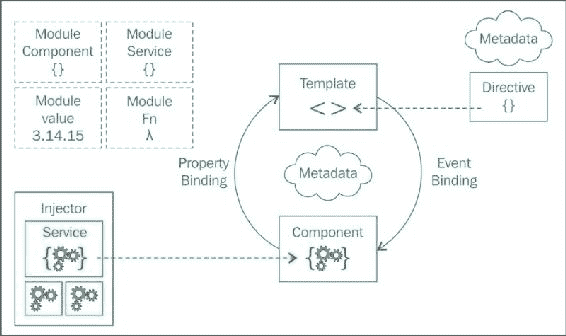 Module
Component
{}
Module
Service
{}
Module
value
3.14.15
Module
Fn
λ
Metadata
Template
< >
Directive
{}
Property
Binding
Metadata
Event
Binding
Injector
Service
{ }
Component
{ }